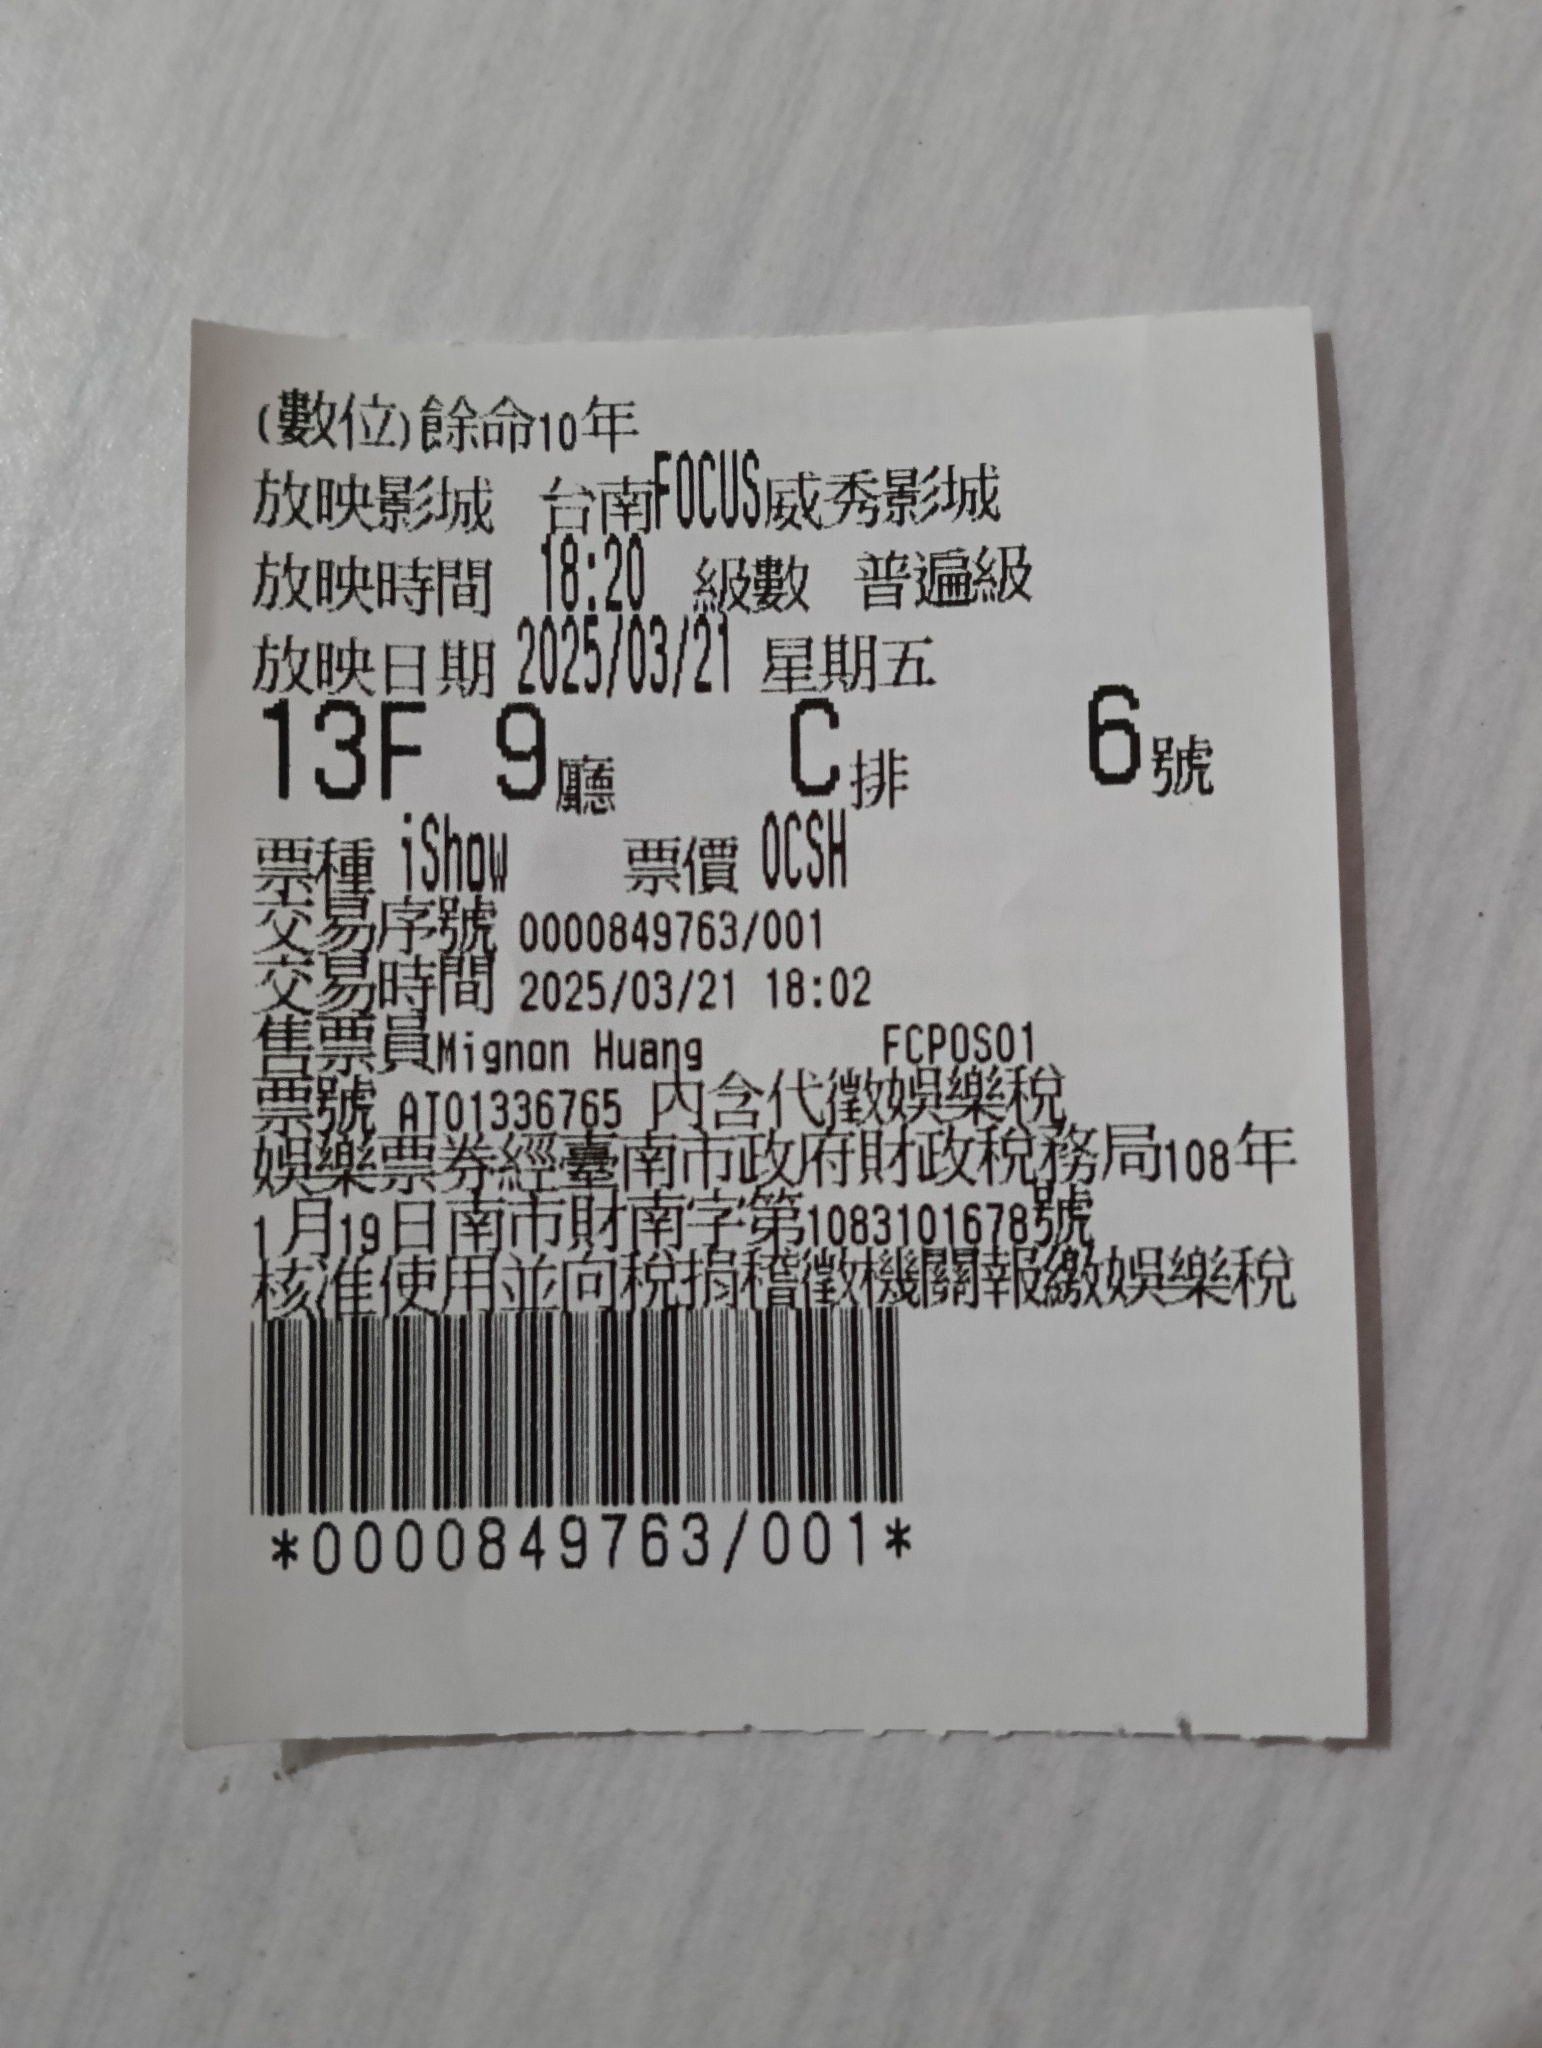 (數位)餘命10年
放映影城 台南FOCUS威秀影城
放映時間 18:20 級數 普遍級
放映日期 2025/03/21 星期五
13F 9廳 C排 6號
票種 iShow 票價 OCSH
交易序號 0000849763/001
交易時間 2025/03/21 18:02
售票員Mignon Huang FCPOS01
票號 AT01336765 內含代徵娛樂稅
娛樂票券經臺南市政府財政稅務局108年
1月19日南市財南字第10831016785號
核准使用並向稅捐稽徵機關報繳娛樂稅
*0000849763/001*